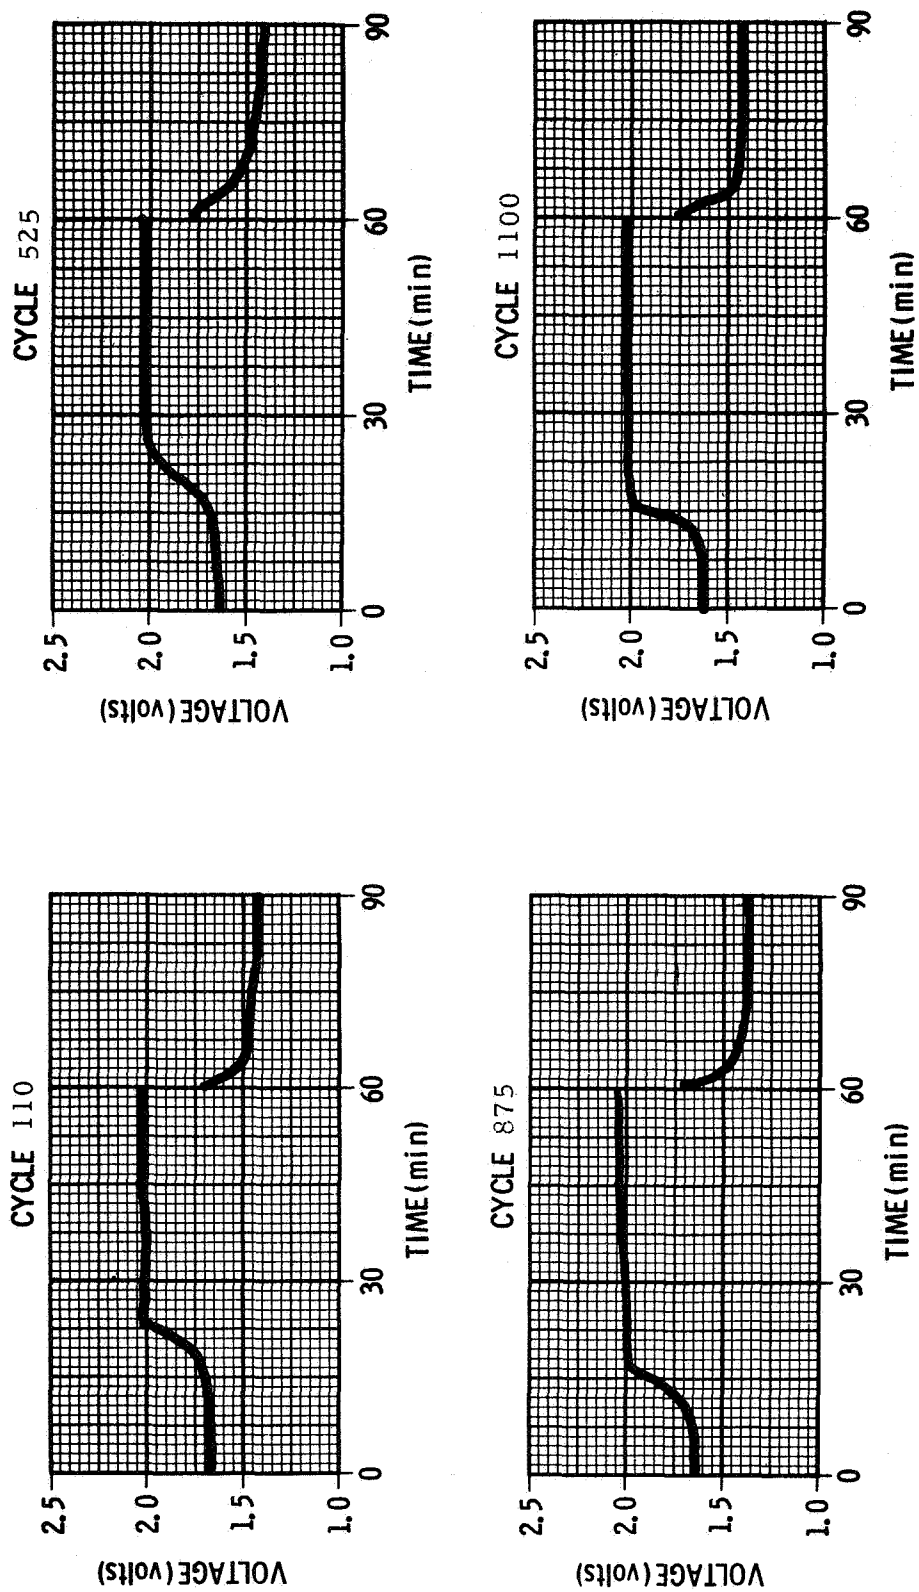 CYCLE 110
2.5
2.0
1.5
1.0
VOLTAGE (volts)
0
30
60
90
TIME (min)
CYCLE 525
2.5
2.0
1.5
1.0
VOLTAGE (volts)
0
30
60
90
TIME (min)
CYCLE 875
2.5
2.0
1.5
1.0
VOLTAGE (volts)
0
30
60
90
TIME (min)
CYCLE 1100
2.5
2.0
1.5
1.0
VOLTAGE (volts)
0
30
60
90
TIME (min)